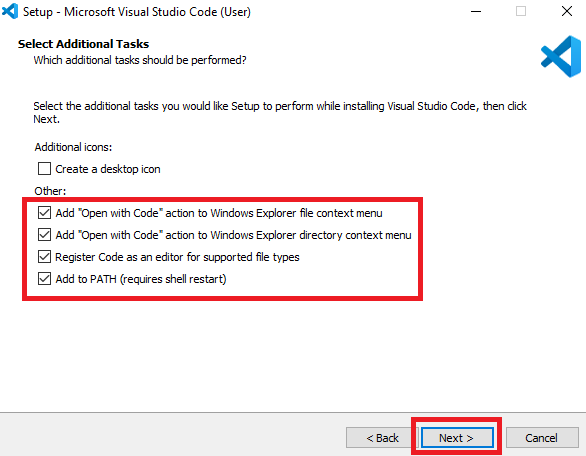 Setup - Microsoft Visual Studio Code (User)
Select Additional Tasks
Which additional tasks should be performed?
Select the additional tasks you would like Setup to perform while installing Visual Studio Code, then click
Next.
Additional icons:
Create a desktop icon
Other:
Add "Open with Code" action to Windows Explorer file context menu
Add "Open with Code" action to Windows Explorer directory context menu
Register Code as an editor for supported file types
Add to PATH (requires shell restart)
< Back
Next >
Cancel